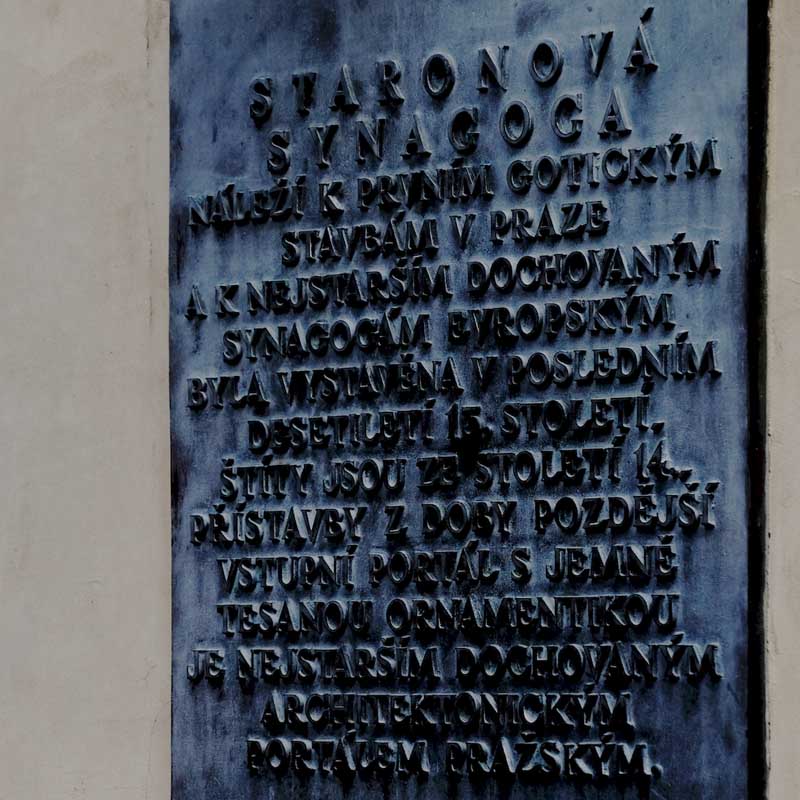 STARONOVÁ
SYNAGOGA
NÁLEŽÍ K PRVNÍM GOTICKÝM
STAVBÁM V PRAZE
A K NEJSTARŠÍM DOCHOVANÝM
SYNAGOGÁM EVROPSKÝM
BYLA VYSTAVĚNA V POSLEDNÍM
DESETILETÍ 13. STOLETÍ,
ŠTÍTY JSOU ZE STOLETÍ 14.,
PŘÍSTAVBY Z DOBY POZDĚJŠÍ
VSTUPNÍ PORTÁL S JEMNĚ
TESANOU ORNAMENTIKOU
JE NEJSTARŠÍM DOCHOVANÝM
ARCHITEKTONICKÝM
PORTÁLEM PRAŽSKÝM.